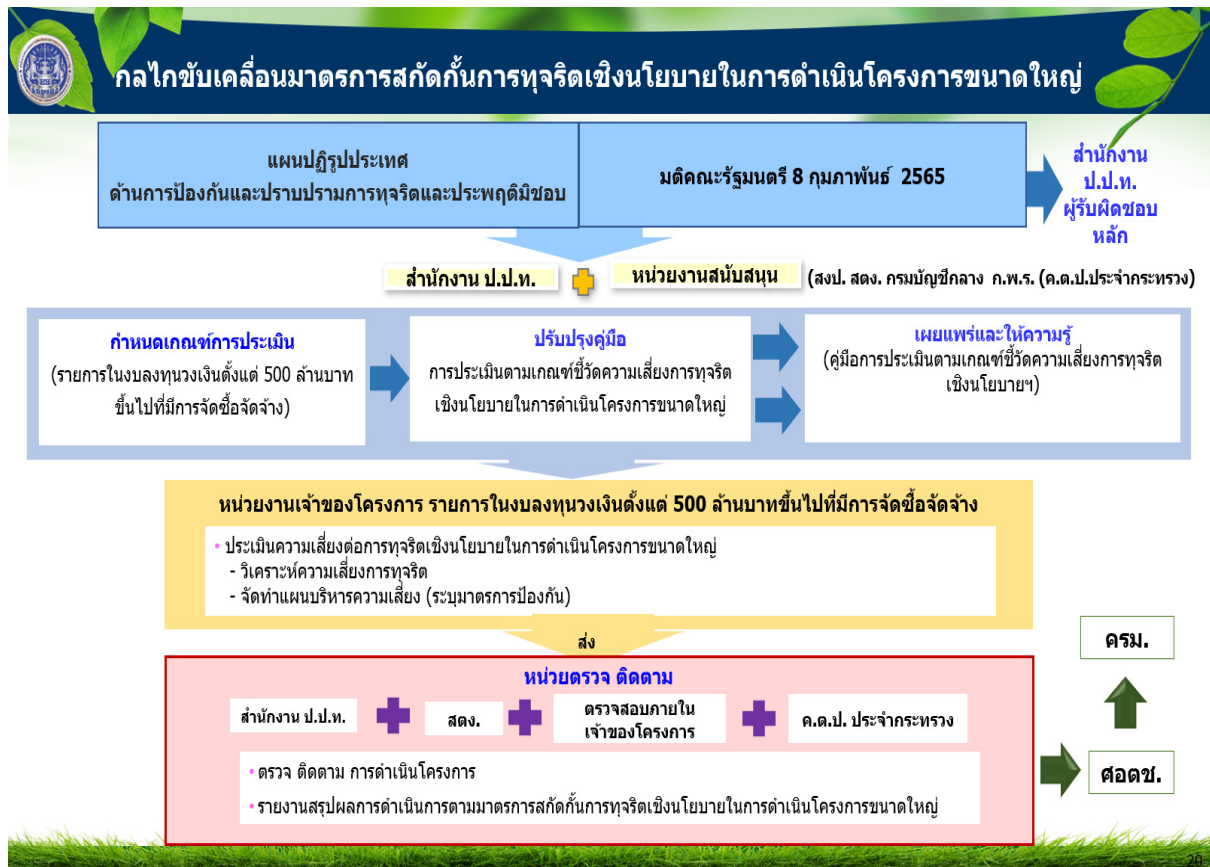 กลไกขับเคลื่อนมาตรการสกัดกั้นการทุจริตเชิงนโยบายในการดำเนินโครงการขนาดใหญ่
แผนปฏิรูปประเทศ
ด้านการป้องกันและปราบปรามการทุจริตและประพฤติมิชอบ
มติคณะรัฐมนตรี 8 กุมภาพันธ์ 2565
สำนักงาน
ป.ป.ท.
ผู้รับผิดชอบ
หลัก
สำนักงาน ป.ป.ท.
หน่วยงานสนับสนุน
(สงป. สตง. กรมบัญชีกลาง ก.พ.ร. (ค.ต.ป.ประจำกระทรวง)
กำหนดเกณฑ์การประเมิน
(รายการในงบลงทุนวงเงินตั้งแต่ 500 ล้านบาท
ขึ้นไปที่มีการจัดซื้อจัดจ้าง)
ปรับปรุงคู่มือ
การประเมินตามเกณฑ์ชี้วัดความเสี่ยงการทุจริต
เชิงนโยบายในการดำเนินโครงการขนาดใหญ่
เผยแพร่และให้ความรู้
(คู่มือการประเมินตามเกณฑ์ชี้วัดความเสี่ยงการทุจริต
เชิงนโยบายฯ)
หน่วยงานเจ้าของโครงการ รายการในงบลงทุนวงเงินตั้งแต่ 500 ล้านบาทขึ้นไปที่มีการจัดซื้อจัดจ้าง
• ประเมินความเสี่ยงต่อการทุจริตเชิงนโยบายในการดำเนินโครงการขนาดใหญ่
- วิเคราะห์ความเสี่ยงการทุจริต
- จัดทำแผนบริหารความเสี่ยง (ระบุมาตรการป้องกัน)
ส่ง
หน่วยตรวจ ติดตาม
สำนักงาน ป.ป.ท.
สตง.
ตรวจสอบภายใน
เจ้าของโครงการ
ค.ต.ป. ประจำกระทรวง
• ตรวจ ติดตาม การดำเนินโครงการ
• รายงานสรุปผลการดำเนินการตามมาตรการสกัดกั้นการทุจริตเชิงนโยบายในการดำเนินโครงการขนาดใหญ่
ครม.
ศอตช.
20